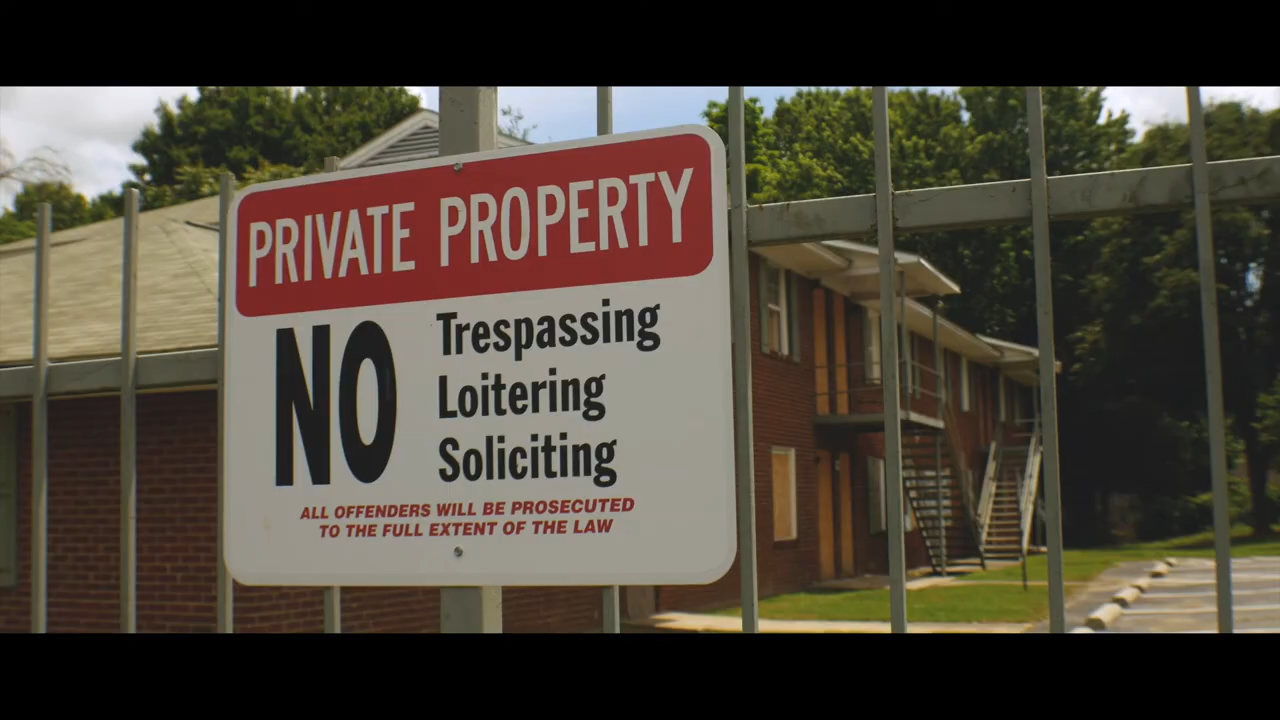 PRIVATE PROPERTY
NO
Trespassing
Loitering
Soliciting
ALL OFFENDERS WILL BE PROSECUTED
TO THE FULL EXTENT OF THE LAW